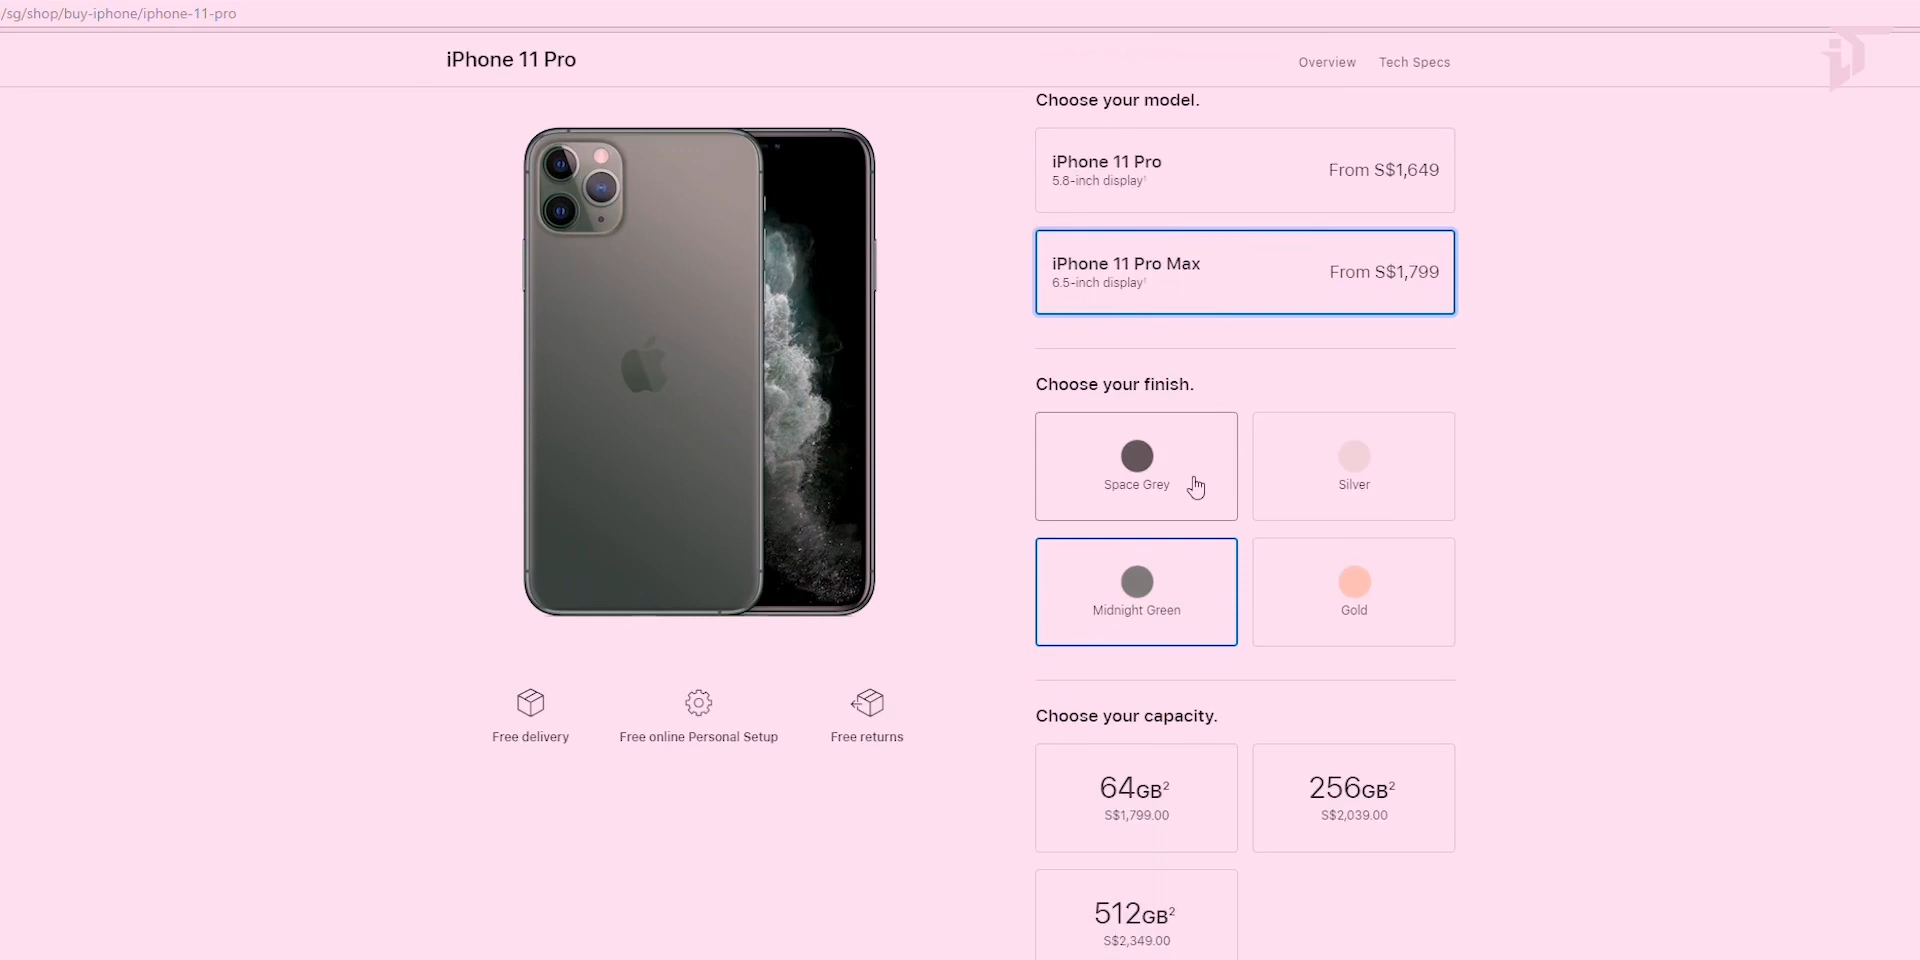 /sg/shop/buy-iphone/iphone-11-pro
iPhone 11 Pro
Overview
Tech Specs
Choose your model.
iPhone 11 Pro
5.8-inch display¹
From S$1,649
iPhone 11 Pro Max
6.5-inch display¹
From S$1,799
Choose your finish.
Space Grey
Silver
Midnight Green
Gold
Free delivery
Free online Personal Setup
Free returns
Choose your capacity.
64GB²
S$1,799.00
256GB²
S$2,039.00
512GB²
S$2,349.00